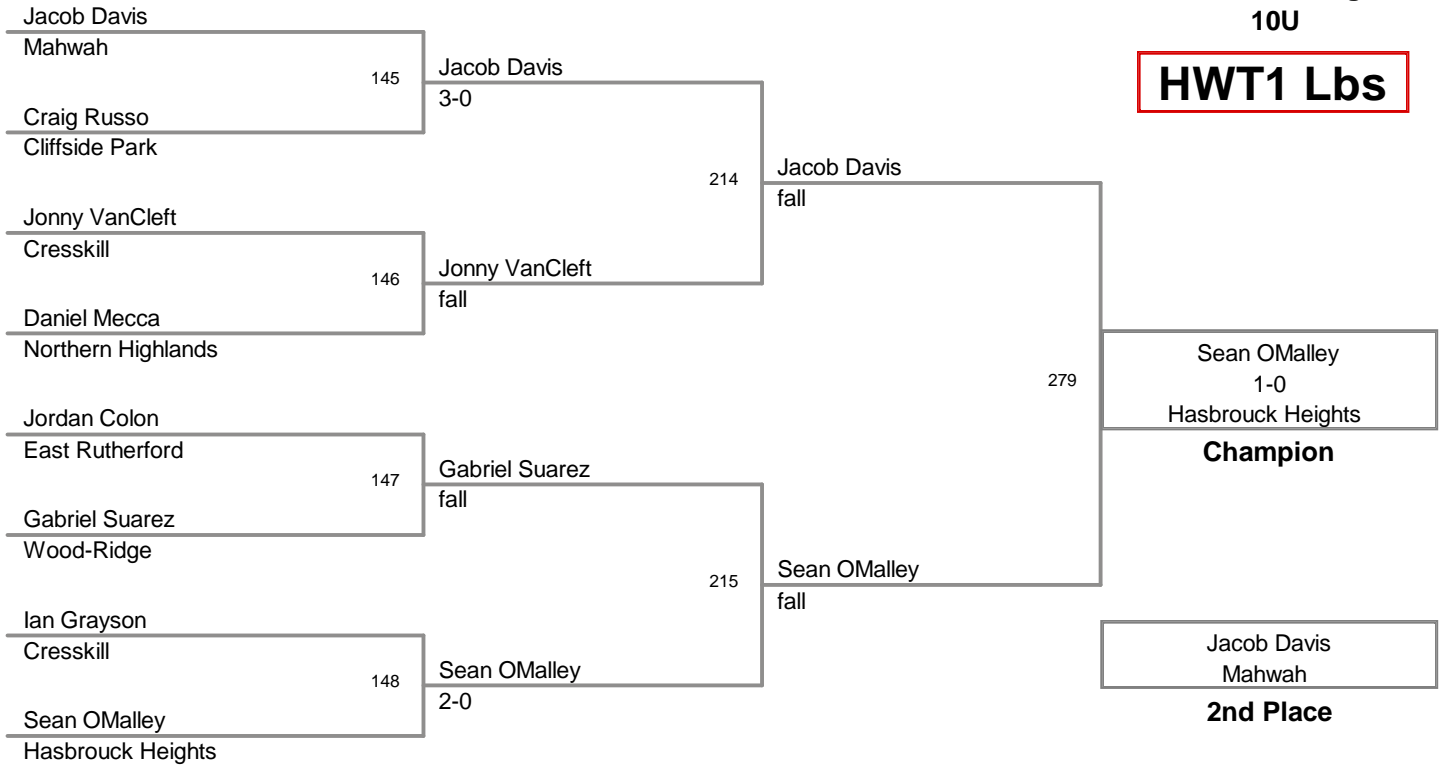 10U
HWT1 Lbs
Jacob Davis
Mahwah
145
Craig Russo
Cliffside Park
Jacob Davis
3-0
Jonny VanCleft
Cresskill
146
Daniel Mecca
Northern Highlands
Jonny VanCleft
fall
214
Jacob Davis
fall
Jordan Colon
East Rutherford
147
Gabriel Suarez
Wood-Ridge
Gabriel Suarez
fall
Ian Grayson
Cresskill
148
Sean OMalley
Hasbrouck Heights
Sean OMalley
2-0
215
Sean OMalley
fall
279
Sean OMalley
1-0
Hasbrouck Heights
Champion
Jacob Davis
Mahwah
2nd Place